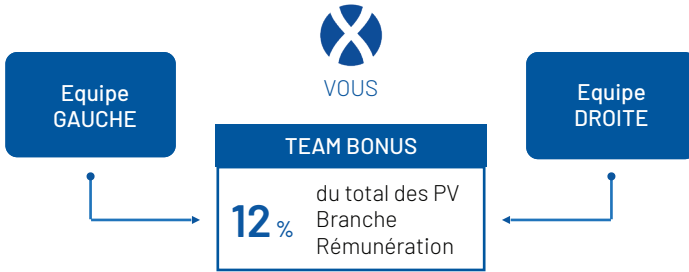 VOUS
Equipe
GAUCHE
Equipe
DROITE
TEAM BONUS
12 %
du total des PV
Branche
Rémunération